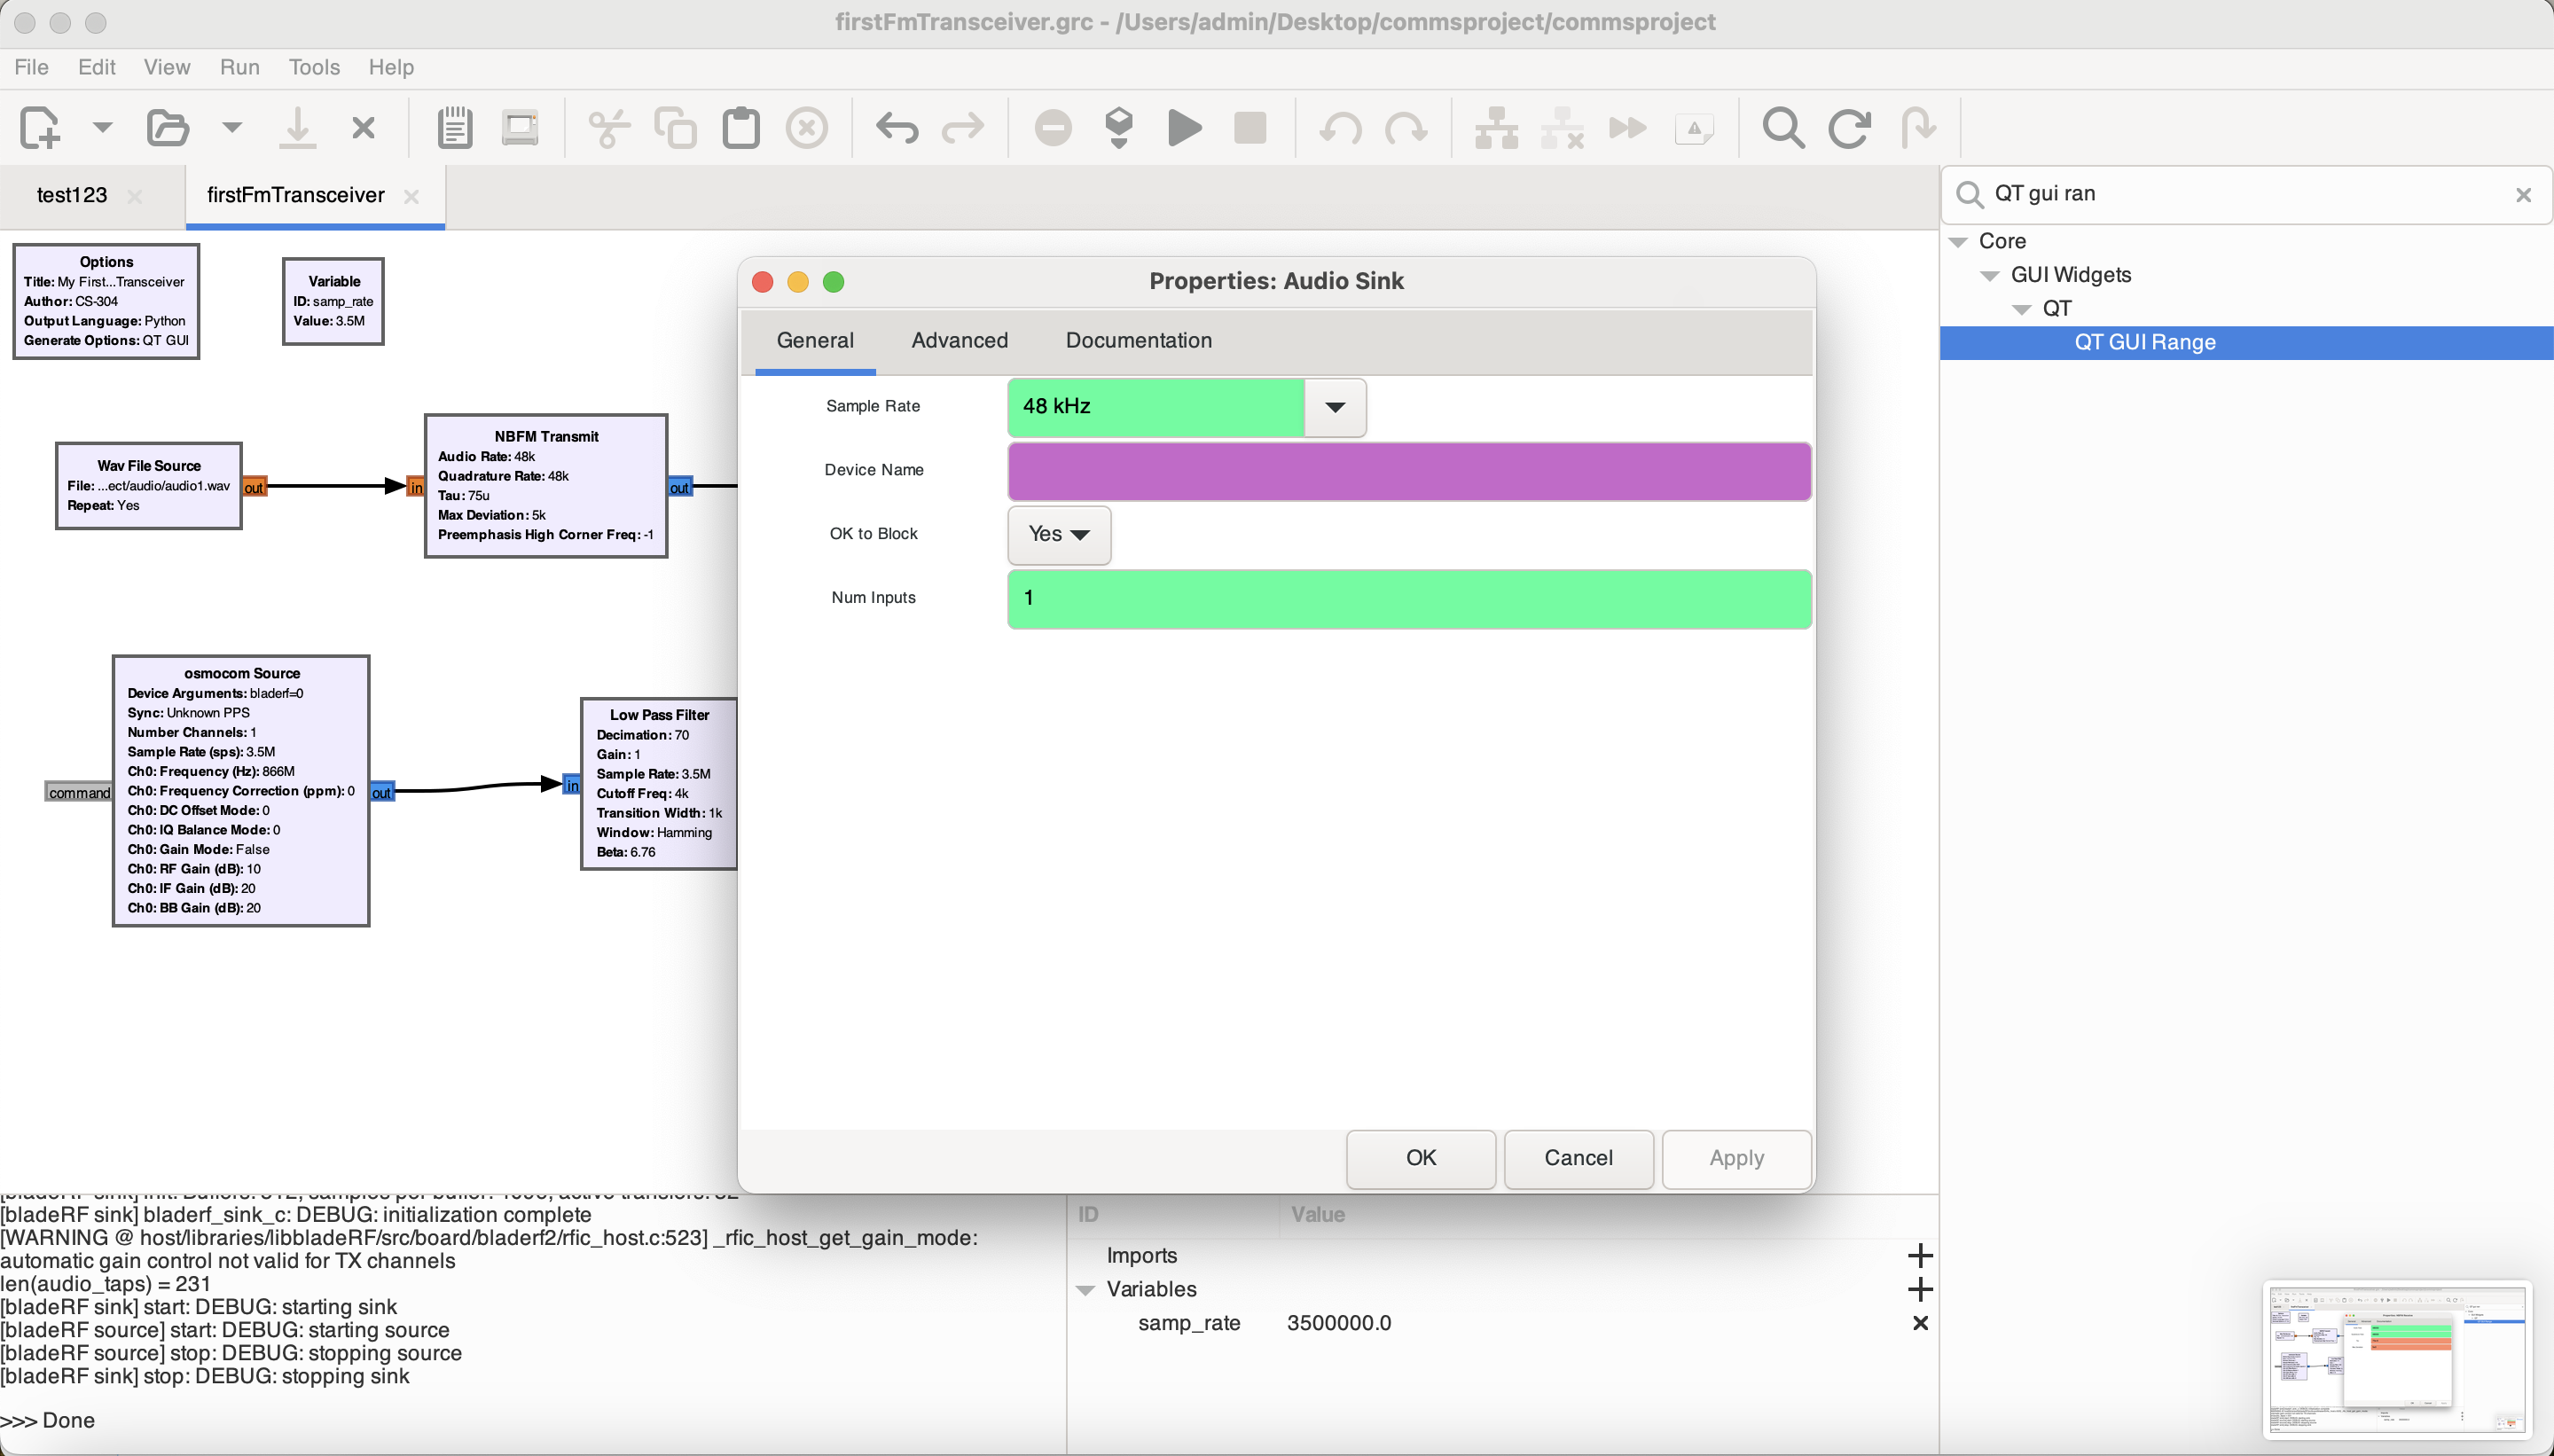 firstFmTransceiver.grc - /Users/admin/Desktop/commsproject/commsproject
File Edit View Run Tools Help
test123
firstFmTransceiver
QT gui ran
Core
GUI Widgets
QT
QT GUI Range
Options
Title: My First...Transceiver
Author: CS-304
Output Language: Python
Generate Options: QT GUI
Variable
ID: samp_rate
Value: 3.5M
Wav File Source
File: ...ect/audio/audio1.wav
Repeat: Yes
out
in
NBFM Transmit
Audio Rate: 48k
Quadrature Rate: 48k
Tau: 75u
Max Deviation: 5k
Preemphasis High Corner Freq: -1
out
osmocom Source
Device Arguments: bladerf=0
Sync: Unknown PPS
Number Channels: 1
Sample Rate (sps): 3.5M
Ch0: Frequency (Hz): 866M
Ch0: Frequency Correction (ppm): 0
Ch0: DC Offset Mode: 0
Ch0: IQ Balance Mode: 0
Ch0: Gain Mode: False
Ch0: RF Gain (dB): 10
Ch0: IF Gain (dB): 20
Ch0: BB Gain (dB): 20
command
out
in
Low Pass Filter
Decimation: 70
Gain: 1
Sample Rate: 3.5M
Cutoff Freq: 4k
Transition Width: 1k
Window: Hamming
Beta: 6.76
Properties: Audio Sink
General Advanced Documentation
Sample Rate 48 kHz
Device Name
OK to Block Yes
Num Inputs 1
OK Cancel Apply
[bladeRF sink] bladerf_sink_c: DEBUG: initialization complete
[WARNING @ host/libraries/libbladeRF/src/board/bladerf2/rfic_host.c:523] _rfic_host_get_gain_mode:
automatic gain control not valid for TX channels
len(audio_taps) = 231
[bladeRF sink] start: DEBUG: starting sink
[bladeRF source] start: DEBUG: starting source
[bladeRF source] stop: DEBUG: stopping source
[bladeRF sink] stop: DEBUG: stopping sink
>>> Done
ID Value
Imports
Variables
samp_rate 3500000.0